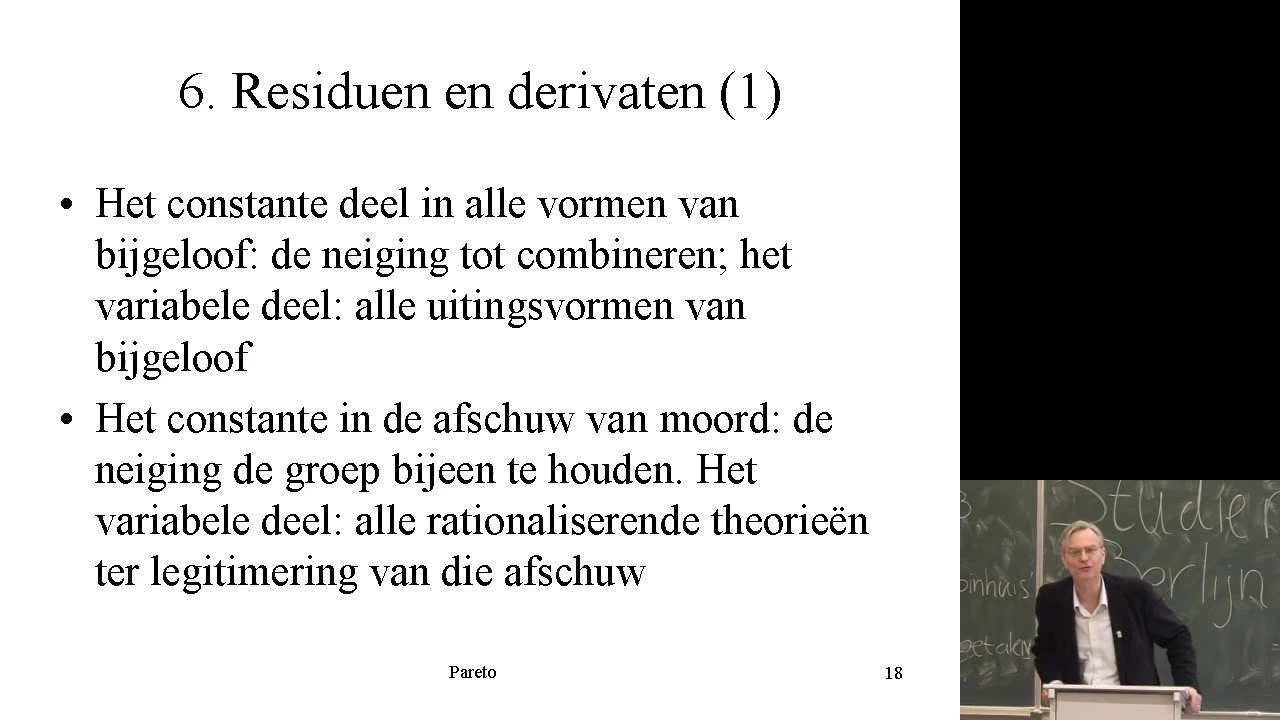 6. Residuen en derivaten (1)
• Het constante deel in alle vormen van
bijgeloof: de neiging tot combineren; het
variabele deel: alle uitingsvormen van
bijgeloof
• Het constante in de afschuw van moord: de
neiging de groep bijeen te houden. Het
variabele deel: alle rationaliserende theorieën
ter legitimering van die afschuw
Pareto
18
Studie
Berlijn